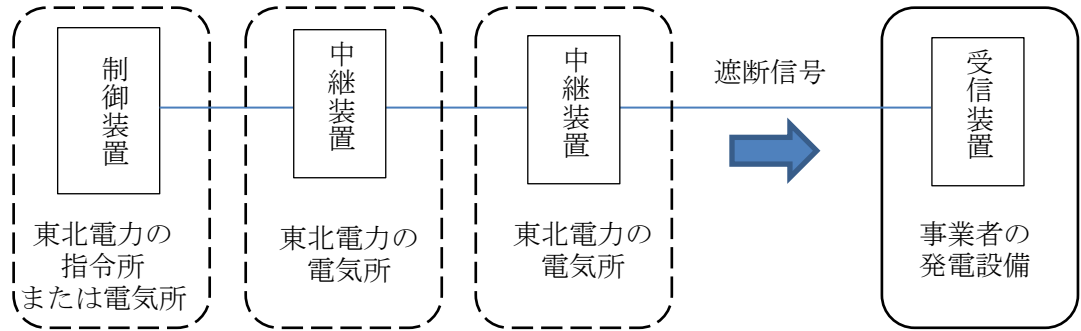 制御装置
東北電力の
指令所
または電気所
中継装置
東北電力の
電気所
中継装置
東北電力の
電気所
遮断信号
受信装置
事業者の
発電設備